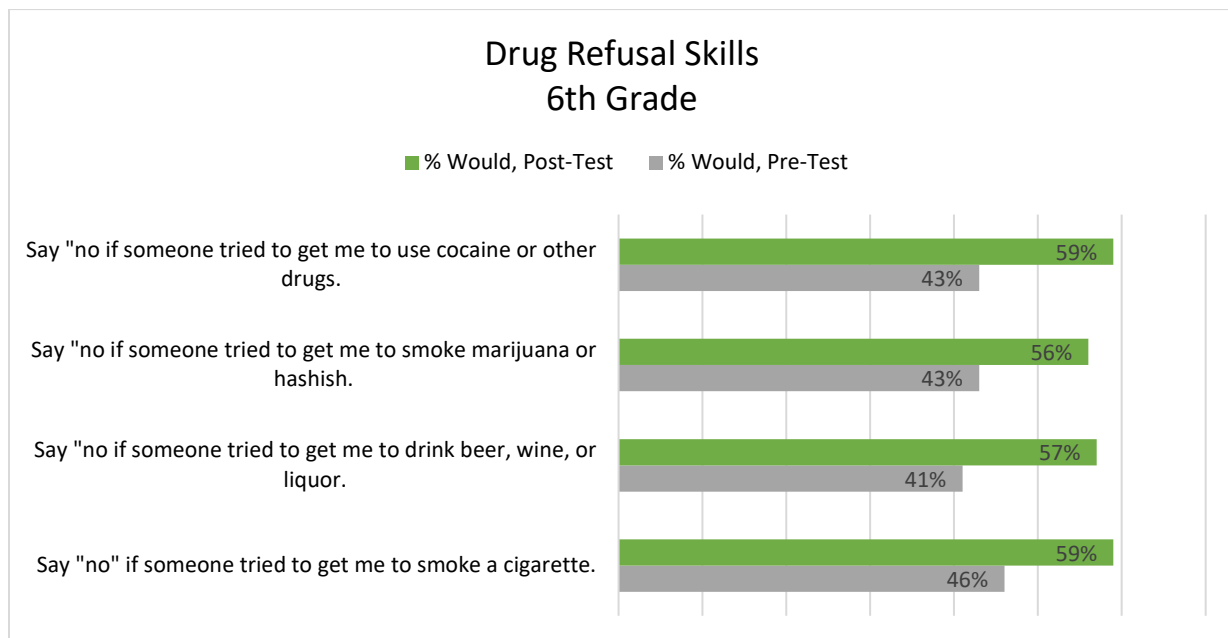 Drug Refusal Skills
6th Grade
% Would, Post-Test % Would, Pre-Test
Say "no if someone tried to get me to use cocaine or other
drugs.
59%
43%
Say "no if someone tried to get me to smoke marijuana or
hashish.
56%
43%
Say "no if someone tried to get me to drink beer, wine, or
liquor.
57%
41%
Say "no" if someone tried to get me to smoke a cigarette.
59%
46%